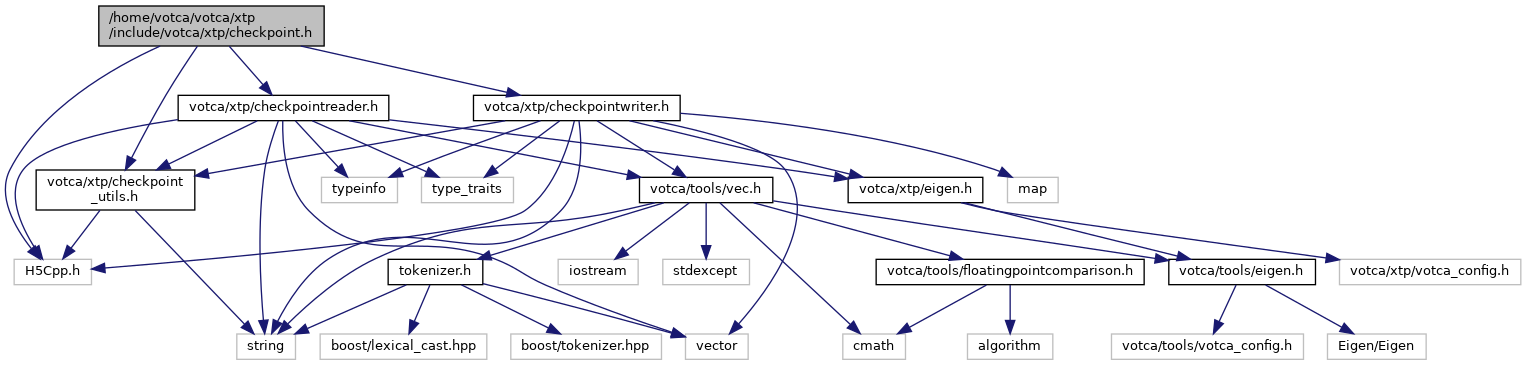 /home/votca/votca/xtp
/include/votca/xtp/checkpoint.h
votca/xtp/checkpointreader.h
votca/xtp/checkpointwriter.h
votca/xtp/checkpoint
_utils.h
typeinfo
type_traits
votca/tools/vec.h
votca/xtp/eigen.h
map
H5Cpp.h
tokenizer.h
iostream
stdexcept
votca/tools/floatingpointcomparison.h
votca/tools/eigen.h
votca/xtp/votca_config.h
string
boost/lexical_cast.hpp
boost/tokenizer.hpp
vector
cmath
algorithm
votca/tools/votca_config.h
Eigen/Eigen